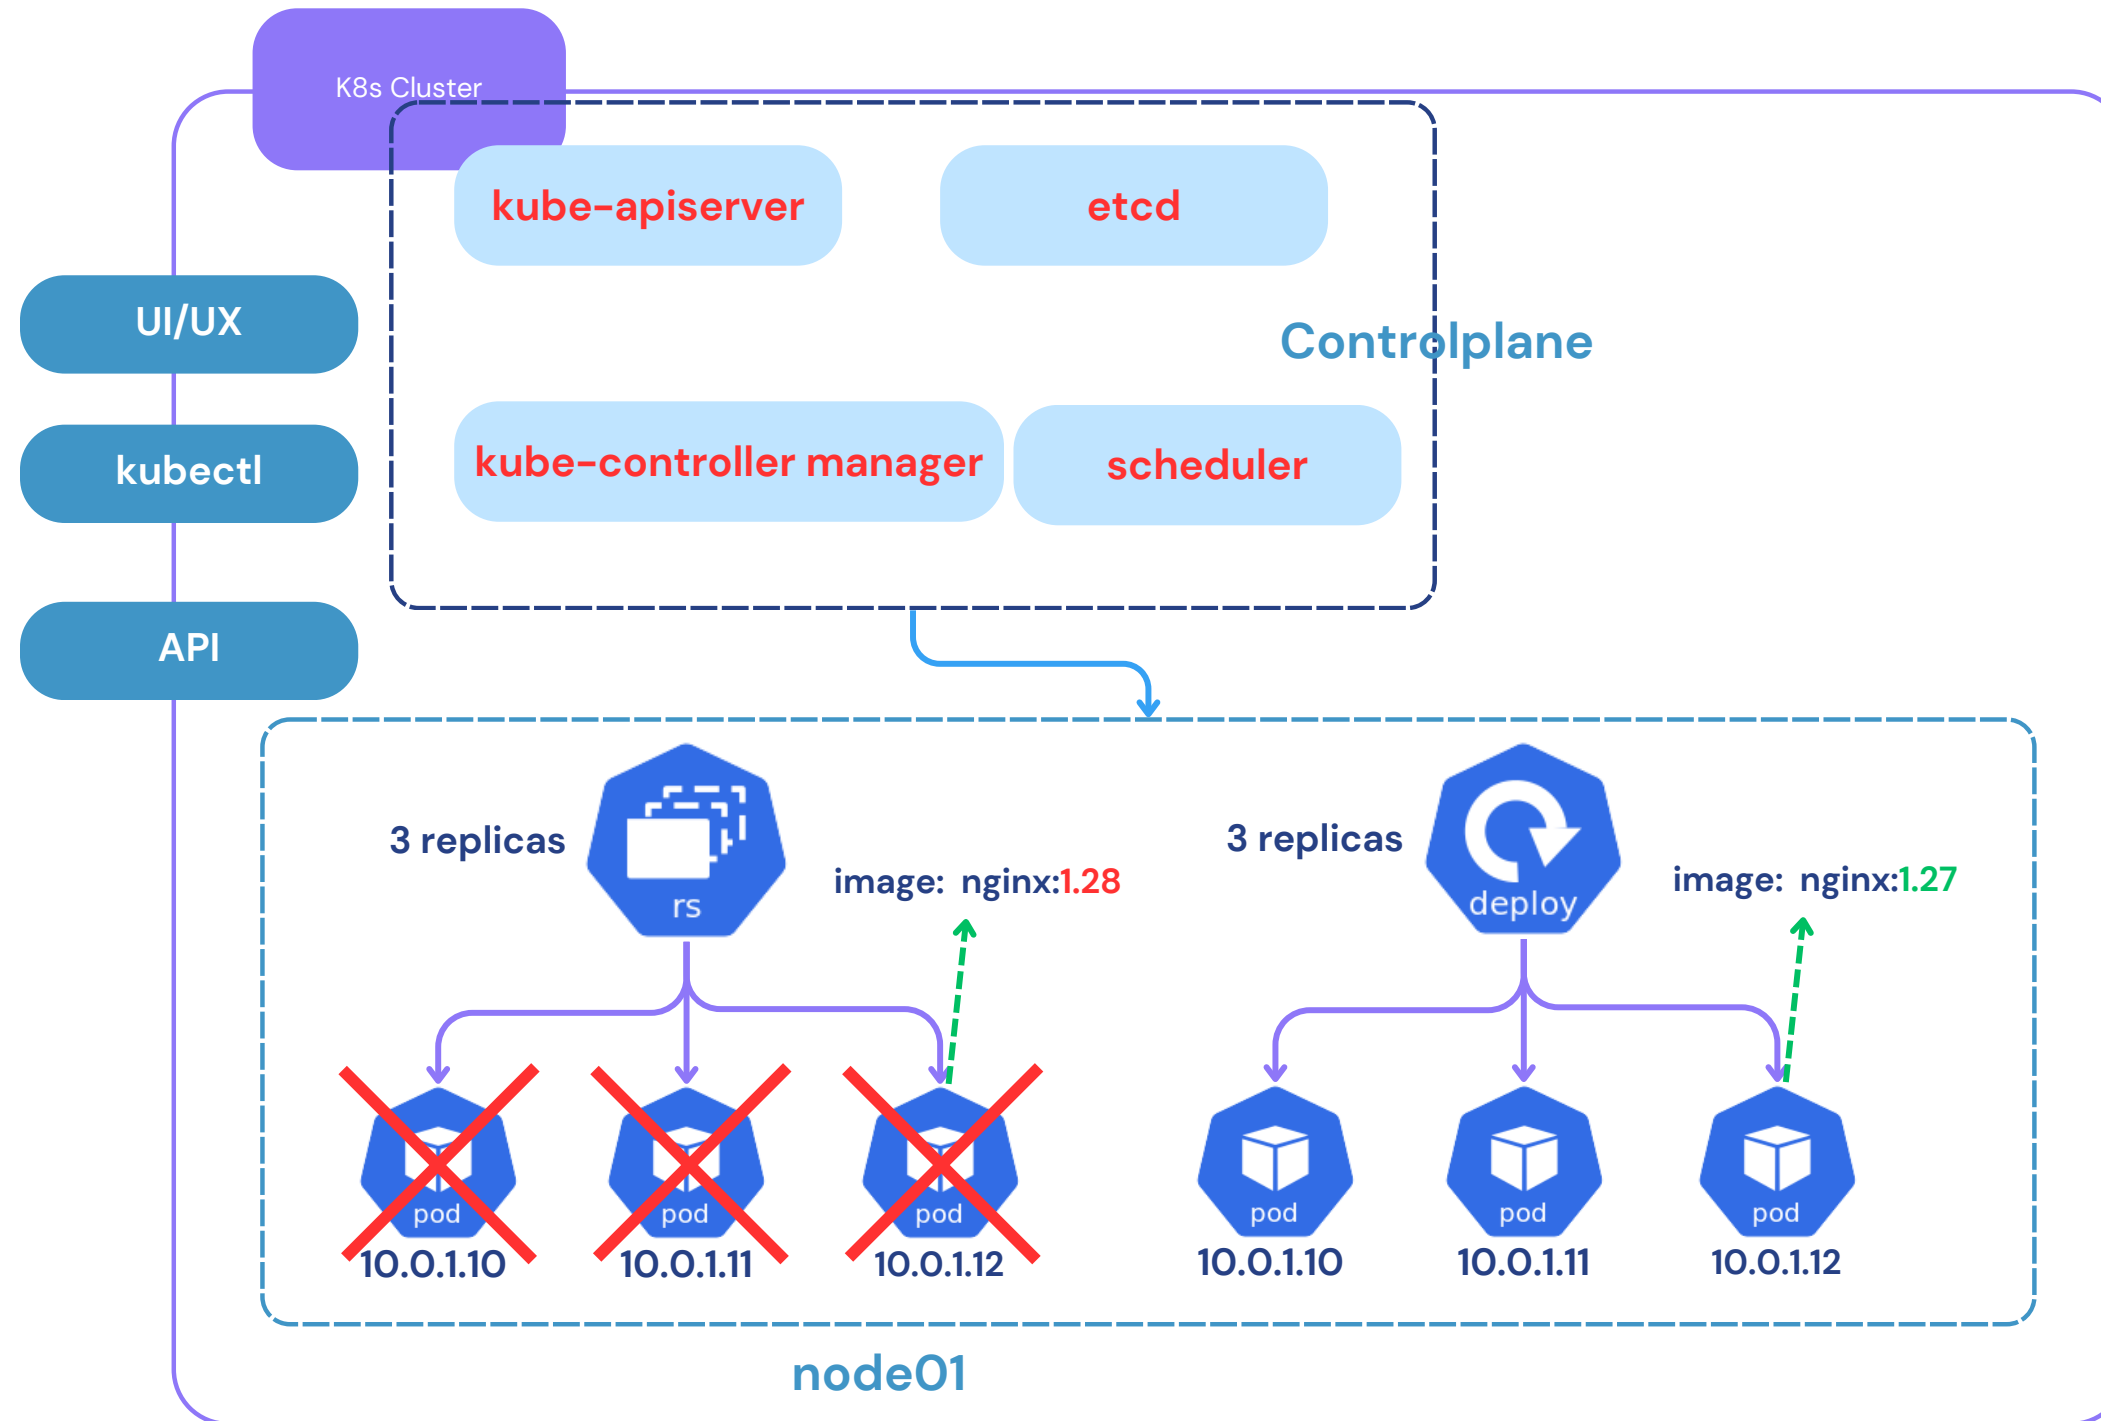 K8s Cluster
kube-apiserver
etcd
UI/UX
Controlplane
kubectl
kube-controller manager
scheduler
API
3 replicas
rs
image: nginx:1.28
3 replicas
deploy
image: nginx:1.27
pod
pod
pod
pod
pod
pod
10.0.1.10
10.0.1.11
10.0.1.12
10.0.1.10
10.0.1.11
10.0.1.12
node01